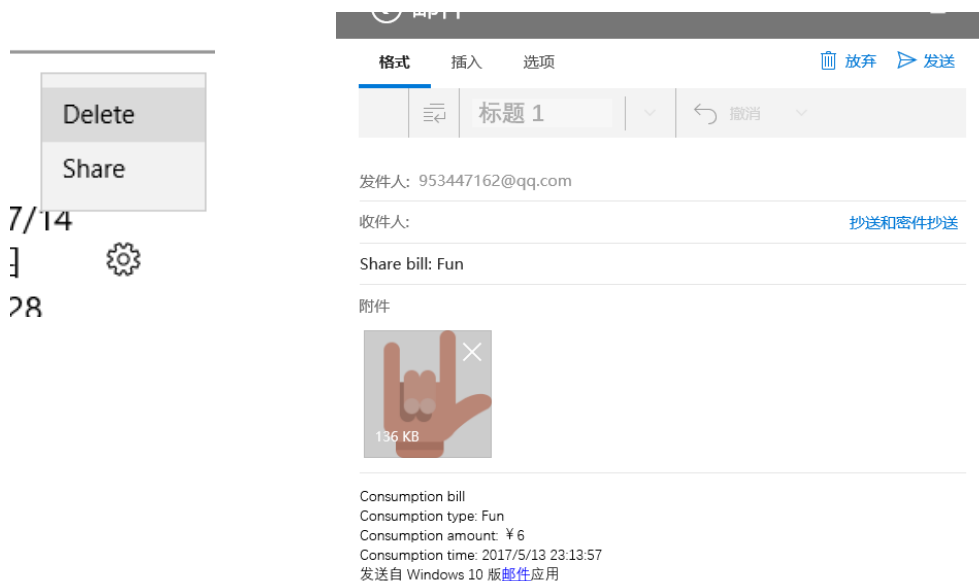 Delete
Share
7/14
28
邮件
格式 插入 选项 放弃 发送
标题 1 撤消
发件人: 953447162@qq.com
收件人: 抄送和密件抄送
Share bill: Fun
附件
136 KB
Consumption bill
Consumption type: Fun
Consumption amount: ¥6
Consumption time: 2017/5/13 23:13:57
发送自 Windows 10 版邮件应用